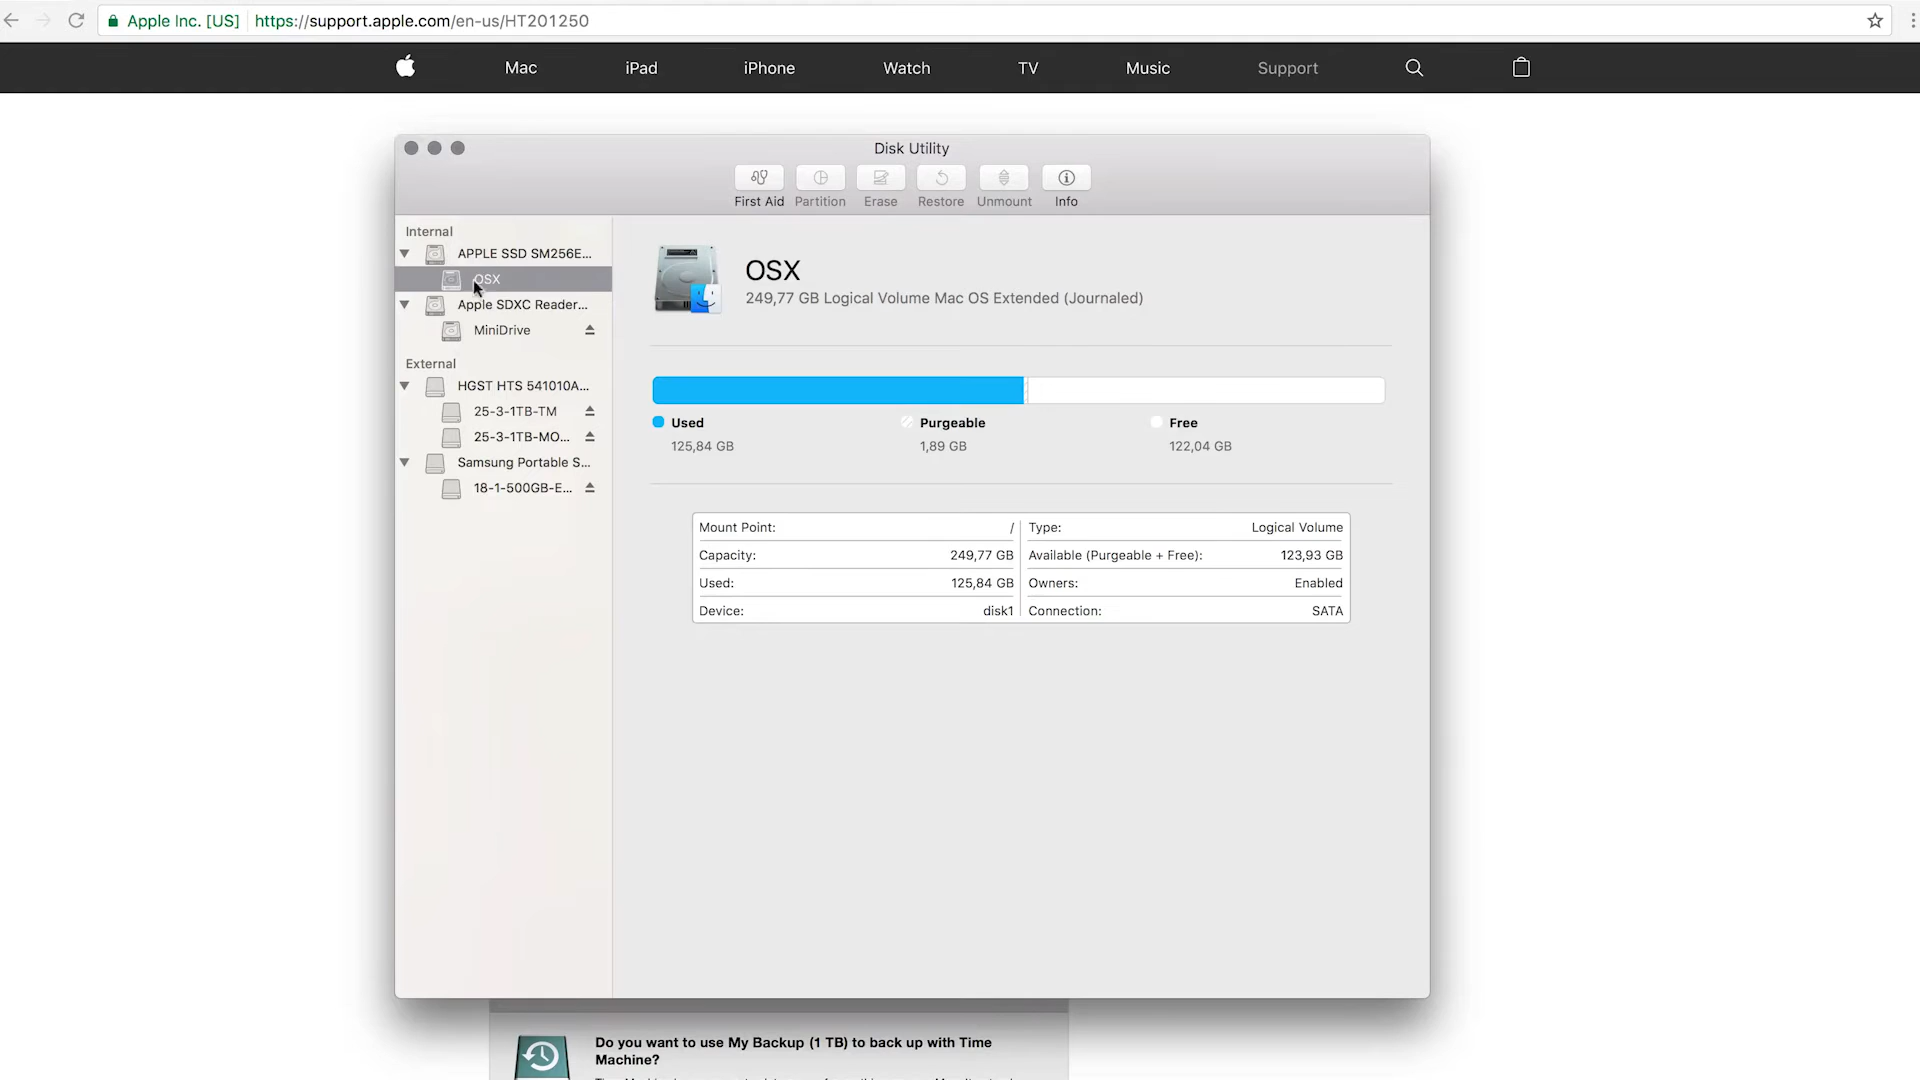 Apple Inc. [US] https://support.apple.com/en-us/HT201250
Mac iPad iPhone Watch TV Music Support
Disk Utility
First Aid Partition Erase Restore Unmount Info
Internal
APPLE SSD SM256E...
OSX
Apple SDXC Reader...
MiniDrive
External
HGST HTS 541010A...
25-3-1TB-TM
25-3-1TB-MO...
Samsung Portable S...
18-1-500GB-E...
OSX
249,77 GB Logical Volume Mac OS Extended (Journaled)
Used Purgeable Free
125,84 GB 1,89 GB 122,04 GB
Mount Point: / Type: Logical Volume
Capacity: 249,77 GB Available (Purgeable + Free): 123,93 GB
Used: 125,84 GB Owners: Enabled
Device: disk1 Connection: SATA
Do you want to use My Backup (1 TB) to back up with Time
Machine?